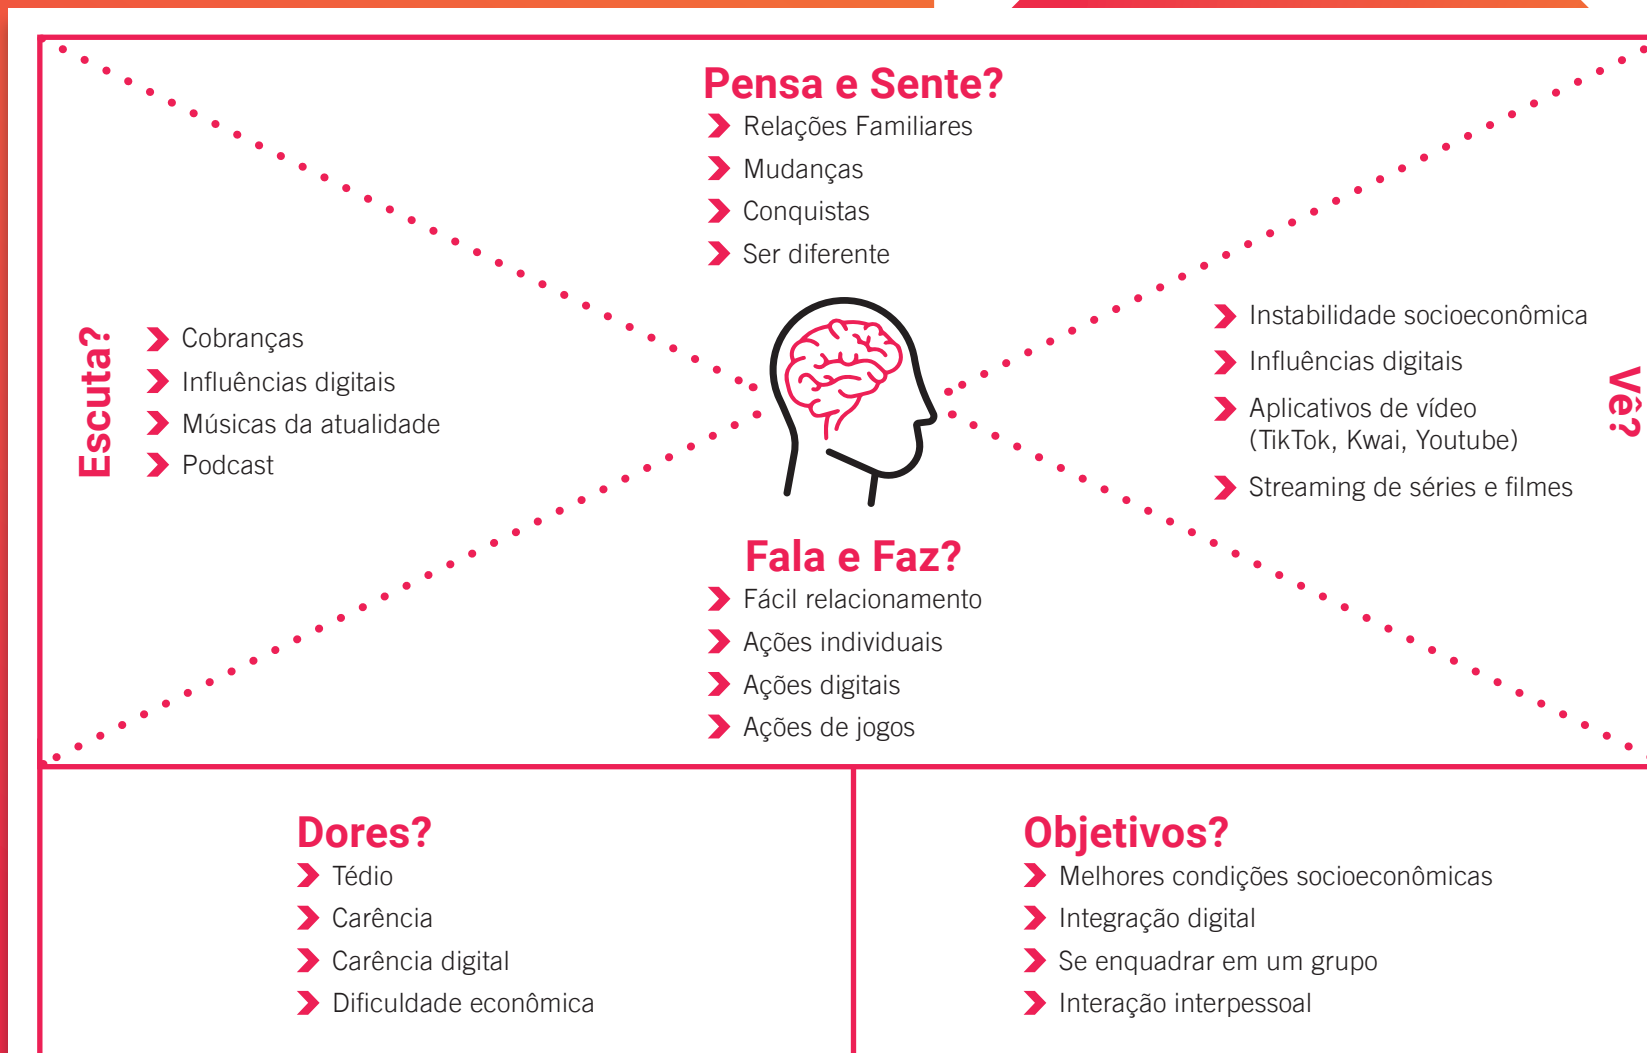 Pensa e Sente?
Relações Familiares
Mudanças
Conquistas
Ser diferente
Escuta?
Cobranças
Influências digitais
Músicas da atualidade
Podcast
Vê?
Instabilidade socioeconômica
Influências digitais
Aplicativos de vídeo
(TikTok, Kwai, Youtube)
Streaming de séries e filmes
Fala e Faz?
Fácil relacionamento
Ações individuais
Ações digitais
Ações de jogos
Dores?
Tédio
Carência
Carência digital
Dificuldade econômica
Objetivos?
Melhores condições socioeconômicas
Integração digital
Se enquadrar em um grupo
Interação interpessoal